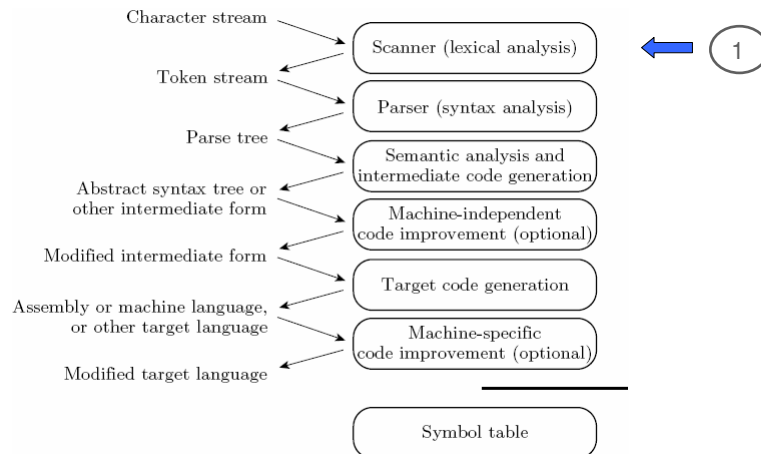 Character stream
Scanner (lexical analysis)
1
Token stream
Parser (syntax analysis)
Parse tree
Semantic analysis and
intermediate code generation
Abstract syntax tree or
other intermediate form
Machine-independent
code improvement (optional)
Modified intermediate form
Target code generation
Assembly or machine language,
or other target language
Machine-specific
code improvement (optional)
Modified target language
Symbol table